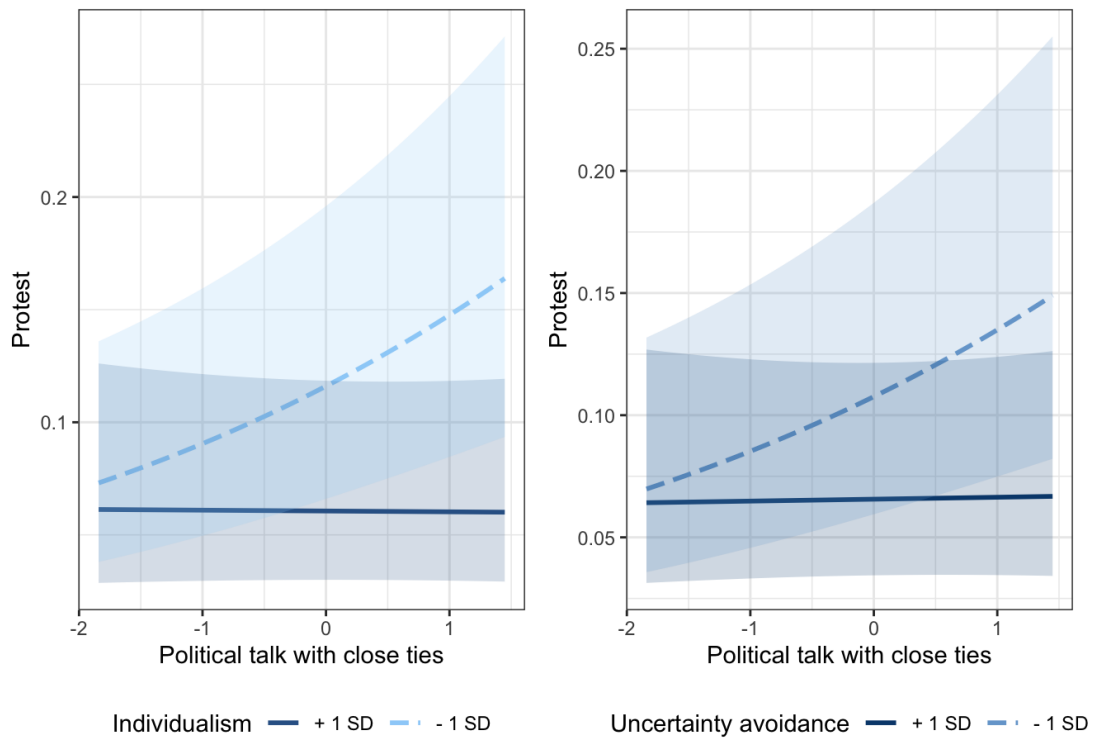 Protest
0.2
0.1
-2 -1 0 1
Political talk with close ties
Individualism + 1 SD - 1 SD
Protest
0.25
0.20
0.15
0.10
0.05
-2 -1 0 1
Political talk with close ties
Uncertainty avoidance + 1 SD - 1 SD